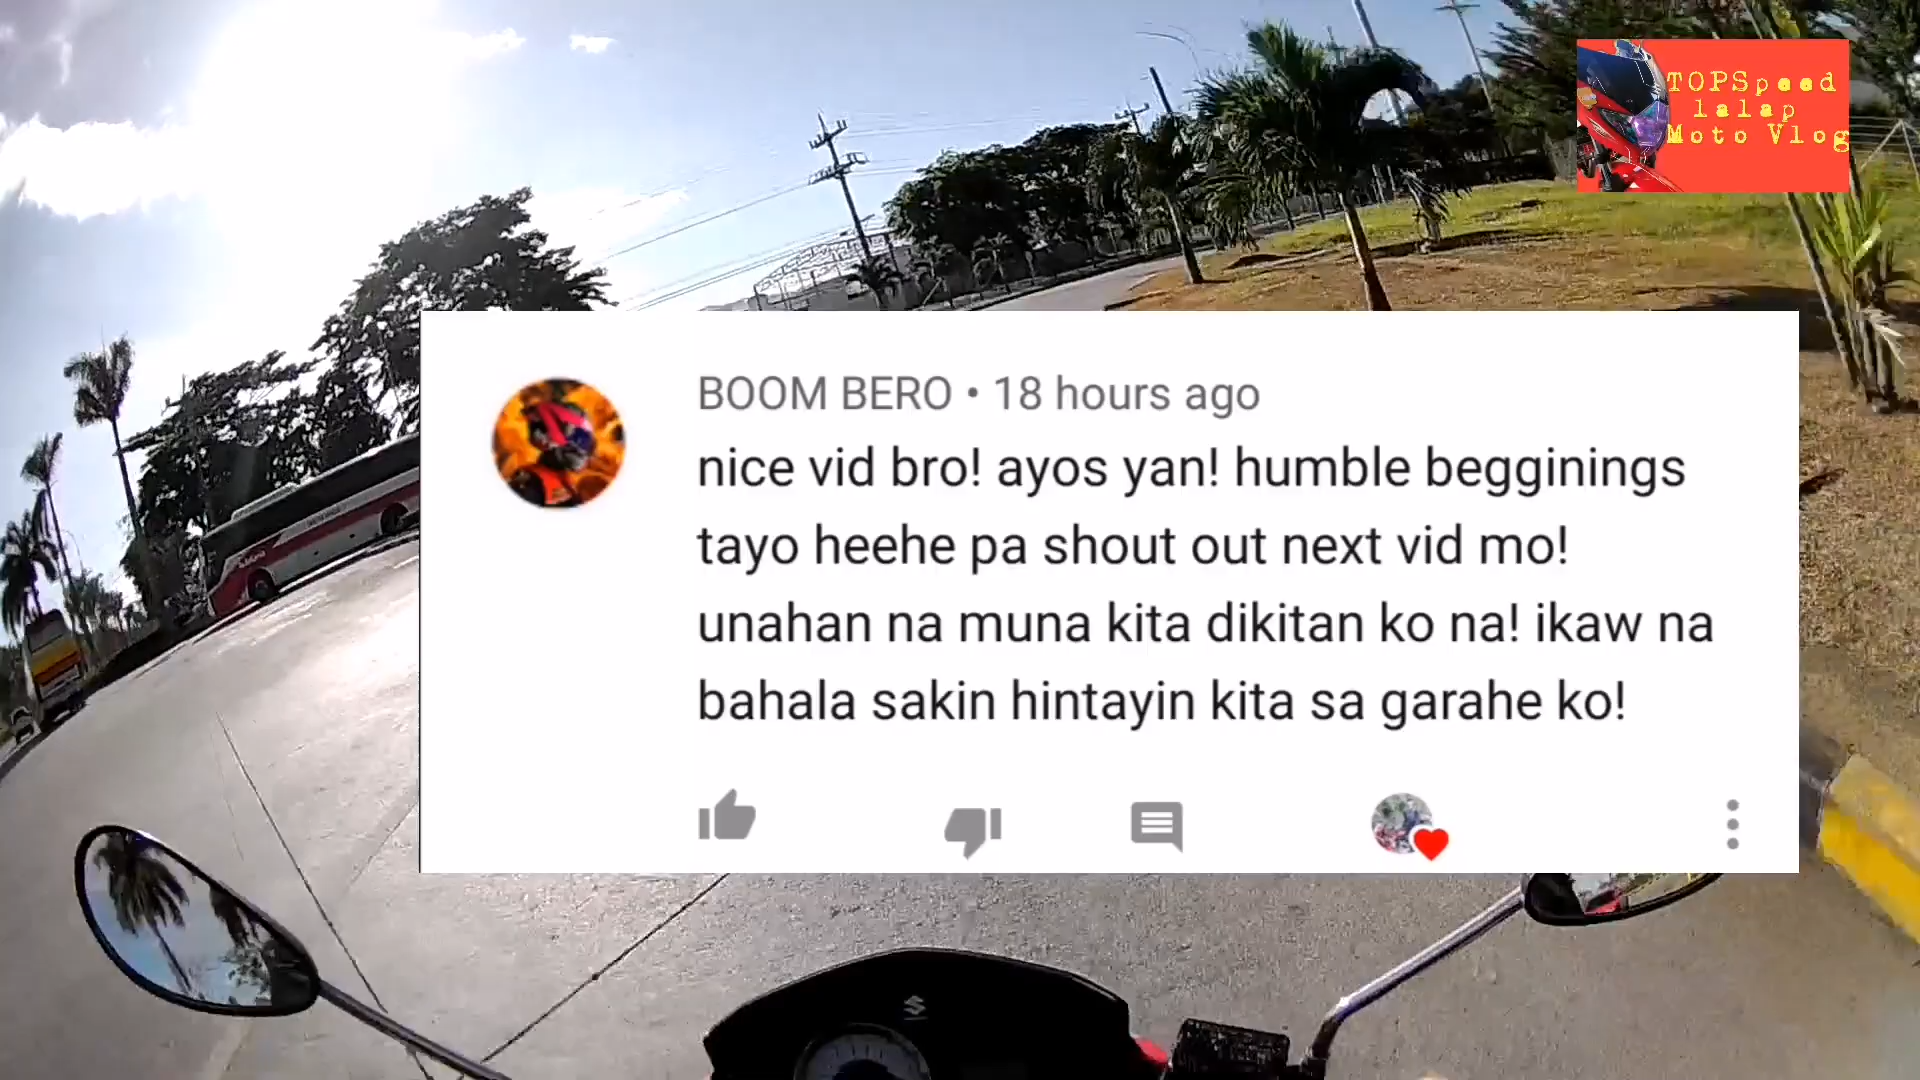 TOPSpeed
lalap
Moto Vlog
BOOM BERO • 18 hours ago
nice vid bro! ayos yan! humble begginings
tayo heehe pa shout out next vid mo!
unahan na muna kita dikitan ko na! ikaw na
bahala sakin hintayin kita sa garahe ko!